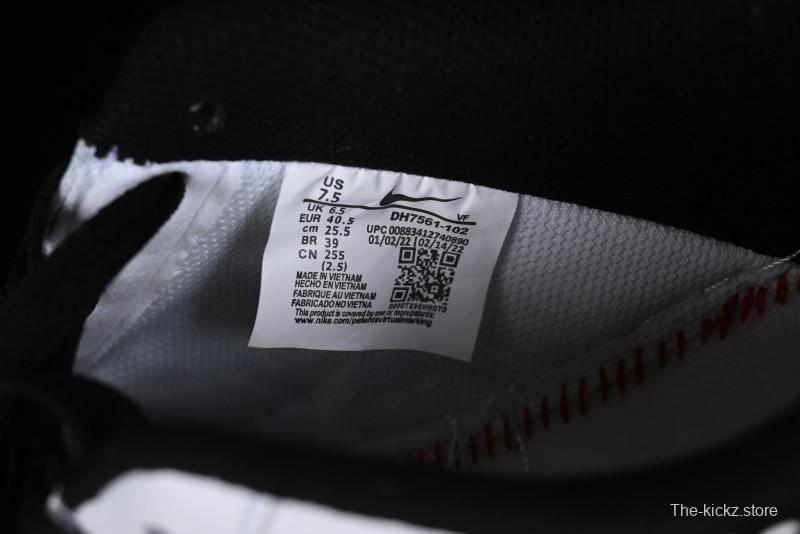 US
7.5
UK 6.5
EUR 40.5
cm 25.5
BR 39
CN 255
(2.5)
VF
DH7561-102
UPC 00883412740890
01/02/22 | 02/14/22
MADE IN VIETNAM
HECHO EN VIETNAM
FABRIQUE AU VIETNAM
FABRICADO NO VIETNA
This product is covered by one or more patents:
www.nike.com/patentsvirtualmarking
The-kickz.store